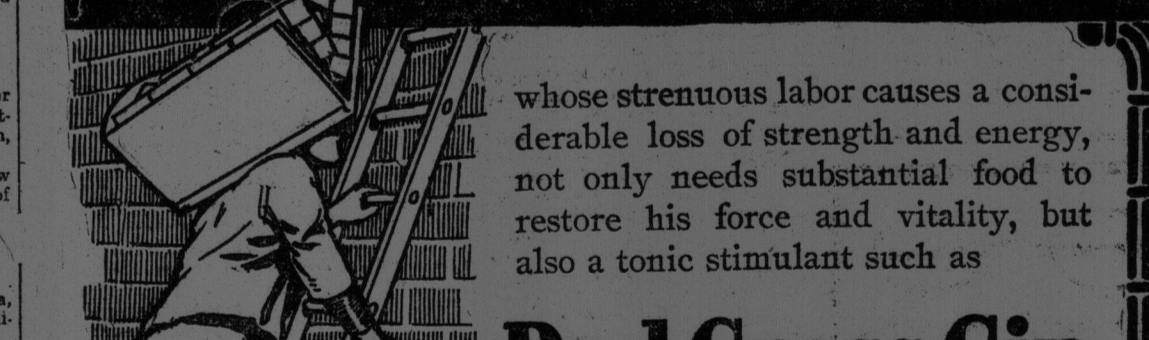 whose strenuous labor causes a consi-
derable loss of strength and energy,
not only needs substantial food to
restore his force and vitality, but
also a tonic stimulant such as